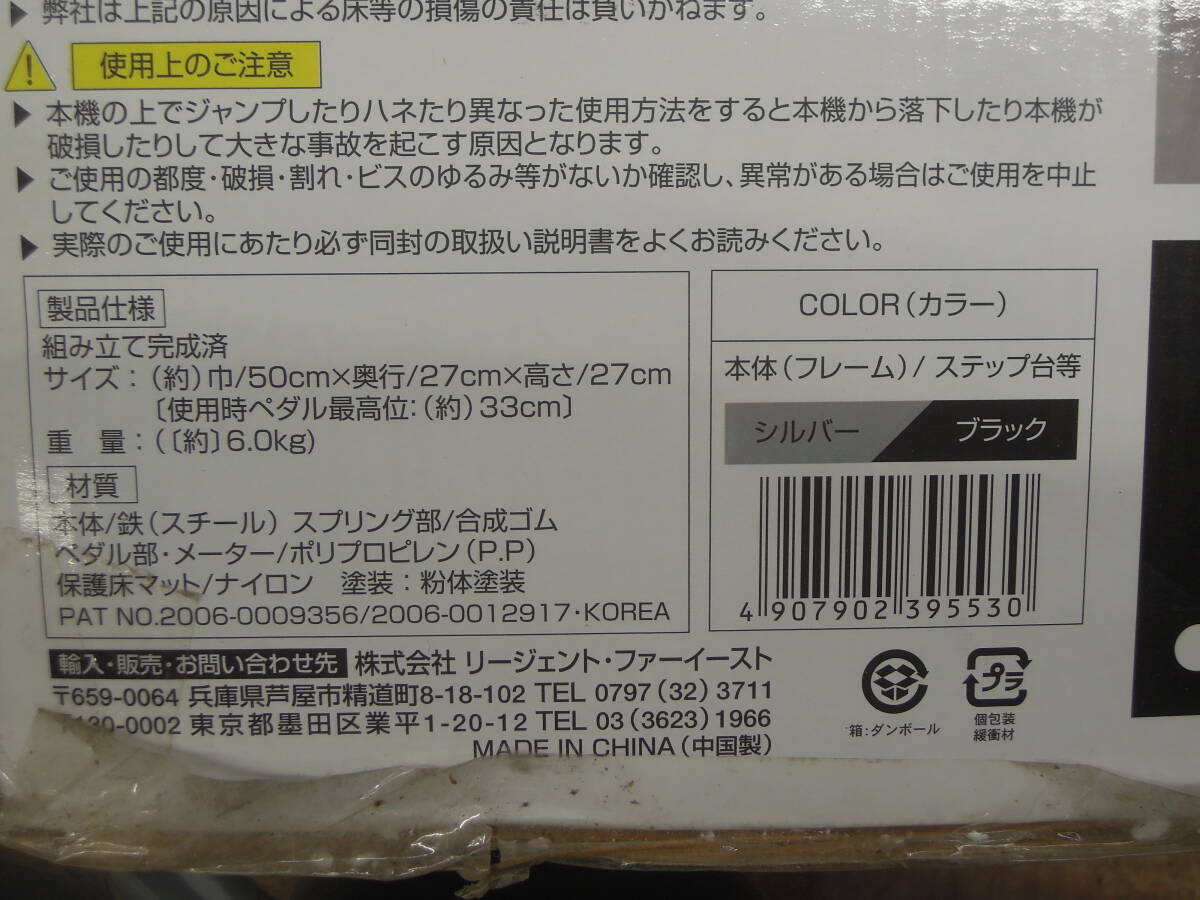 ▶ 弊社は上記の原因による床等の損傷の責任は負いかねます。
使用上のご注意
▶ 本機の上でジャンプしたりハネたり異なった使用方法をすると本機から落下したり本機が
破損したりして大きな事故を起こす原因となります。
▶ ご使用の都度・破損・割れ・ビスのゆるみ等がないか確認し、異常がある場合はご使用を中止
してください。
▶ 実際のご使用にあたり必ず同封の取扱い説明書をよくお読みください。
製品仕様
組み立て完成済
サイズ：(約)巾/50cm×奥行/27cm×高さ/27cm
〔使用時ペダル最高位：(約)33cm〕
重 量：(〔約〕6.0kg)
材質
本体/鉄(スチール) スプリング部/合成ゴム
ペダル部・メーター/ポリプロピレン(P.P)
保護床マット/ナイロン 塗装：粉体塗装
PAT NO.2006-0009356/2006-0012917・KOREA
COLOR(カラー)
本体(フレーム)/ ステップ台等
シルバー ブラック
4 907902 395530
輸入・販売・お問い合わせ先 株式会社 リージェント・ファーイースト
〒659-0064 兵庫県芦屋市精道町8-18-102 TEL 0797(32)3711
〒130-0002 東京都墨田区業平1-20-12 TEL 03(3623)1966
MADE IN CHINA(中国製)
箱：ダンボール
プラ
個包装
緩衝材